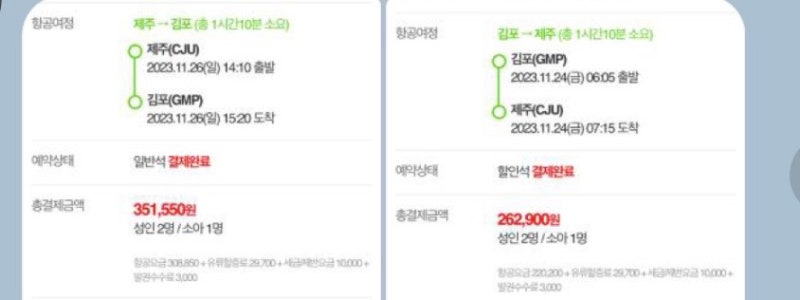 항공여정
제주 → 김포 (총 1시간10분 소요)
제주(CJU)
2023.11.26(일) 14:10 출발
김포(GMP)
2023.11.26(일) 15:20 도착
예약상태
일반석 결제완료
총결제금액
351,550원
성인 2명 / 소아 1명
항공요금 308,850 + 유류할증료 29,700 + 세금/제반요금 10,000 +
발권수수료 3,000
항공여정
김포 → 제주 (총 1시간10분 소요)
김포(GMP)
2023.11.24(금) 06:05 출발
제주(CJU)
2023.11.24(금) 07:15 도착
예약상태
할인석 결제완료
총결제금액
262,900원
성인 2명 / 소아 1명
항공요금 220,200 + 유류할증료 29,700 + 세금/제반요금 10,000 +
발권수수료 3,000